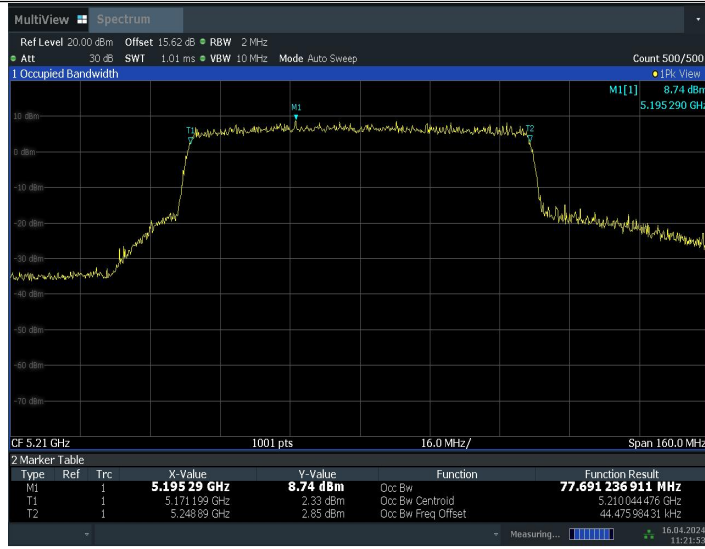 MultiView Spectrum
Ref Level 20.00 dBm Offset 15.62 dB RBW 2 MHz
Att 30 dB SWT 1.01 ms VBW 10 MHz Mode Auto Sweep Count 500/500
1 Occupied Bandwidth 1Pk View
M1[1] 8.74 dBm
5.195 290 GHz
M1
10 dBm
T1 T2
0 dBm
-10 dBm
-20 dBm
-30 dBm
-40 dBm
-50 dBm
-60 dBm
-70 dBm
CF 5.21 GHz 1001 pts 16.0 MHz/ Span 160.0 MHz
2 Marker Table
Type Ref Trc X-Value Y-Value Function Function Result
M1 1 5.195 29 GHz 8.74 dBm Occ Bw 77.691 236 911 MHz
T1 1 5.171 199 GHz 2.33 dBm Occ Bw Centroid 5.210 044 476 GHz
T2 1 5.248 89 GHz 2.85 dBm Occ Bw Freq Offset 44.475 984 31 kHz
Measuring... 16.04.2024
11:21:53